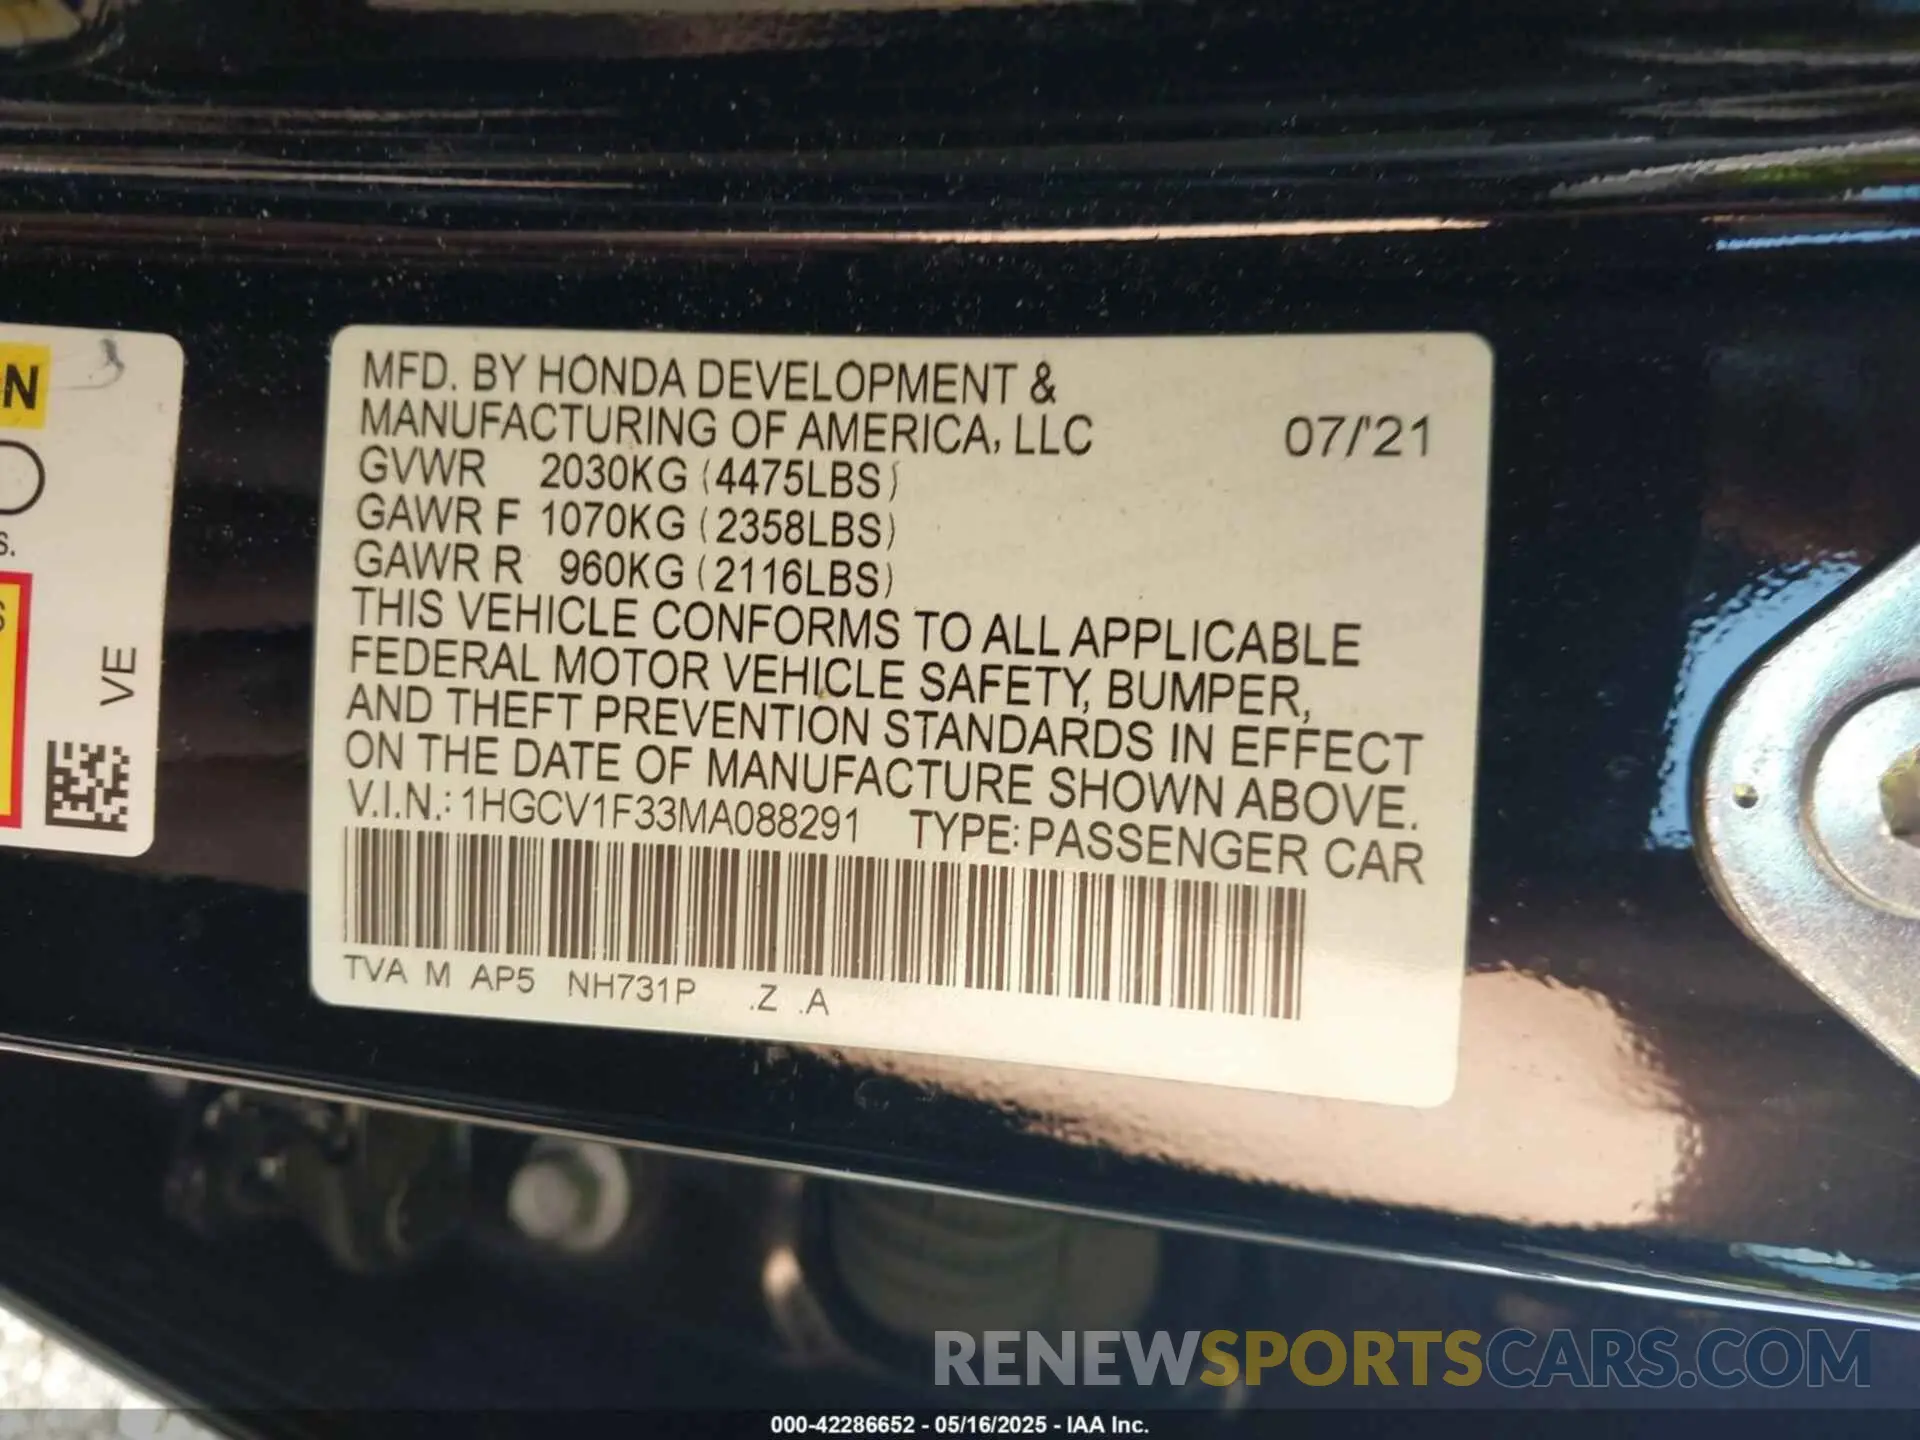 MFD. BY HONDA DEVELOPMENT &
MANUFACTURING OF AMERICA, LLC 07/'21
GVWR 2030KG (4475LBS)
GAWR F 1070KG (2358LBS)
GAWR R 960KG (2116LBS)
THIS VEHICLE CONFORMS TO ALL APPLICABLE
FEDERAL MOTOR VEHICLE SAFETY, BUMPER,
AND THEFT PREVENTION STANDARDS IN EFFECT
ON THE DATE OF MANUFACTURE SHOWN ABOVE.
V.I.N.: 1HGCV1F33MA088291 TYPE: PASSENGER CAR
TVA M AP5 NH731P .Z .A
N
S.
S
VE
RENEWSPORTSCARS.COM
000-42286652 - 05/16/2025 - IAA Inc.